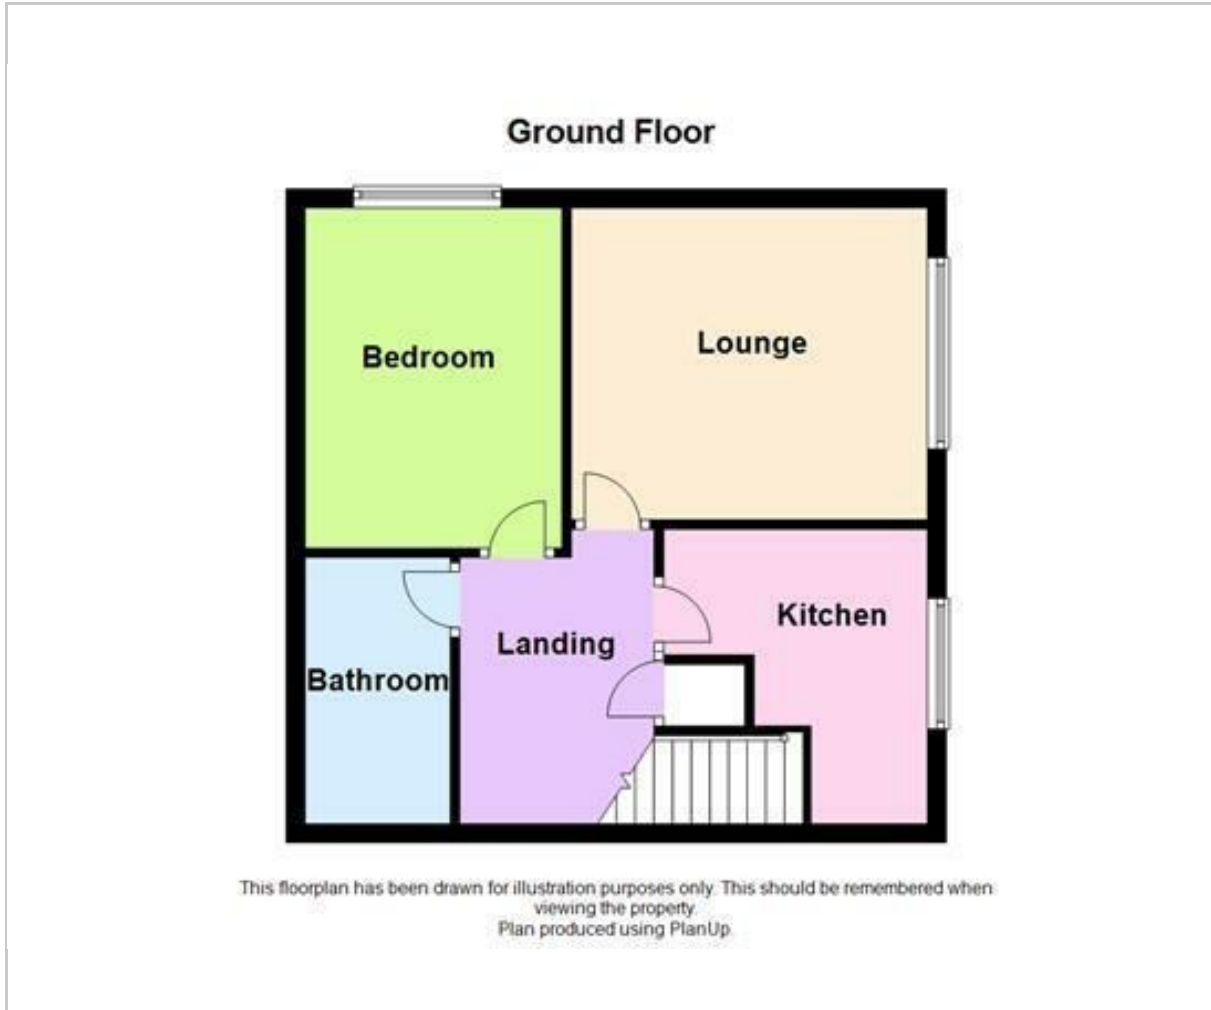 Ground Floor
Bedroom
Lounge
Kitchen
Landing
Bathroom
This floorplan has been drawn for illustration purposes only. This should be remembered when
viewing the property.
Plan produced using PlanUp.